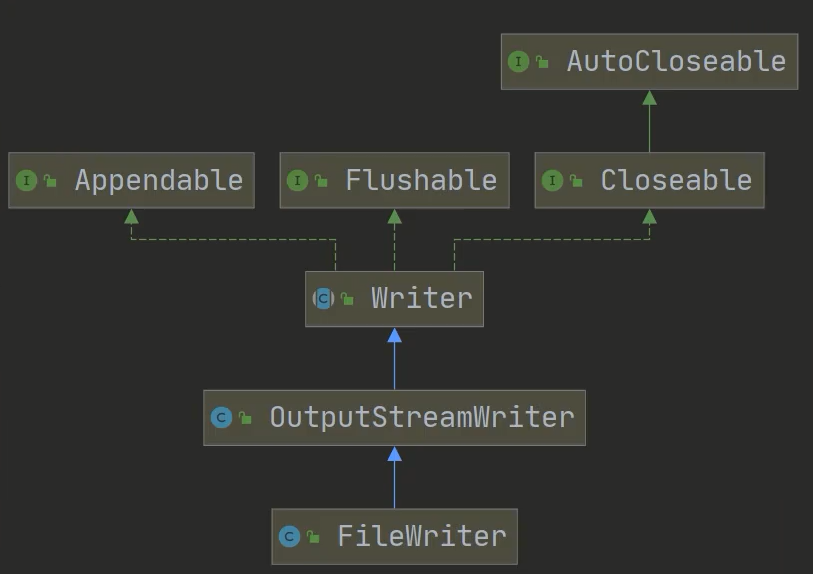 I AutoCloseable
I Appendable I Flushable I Closeable
C Writer
C OutputStreamWriter
C FileWriter